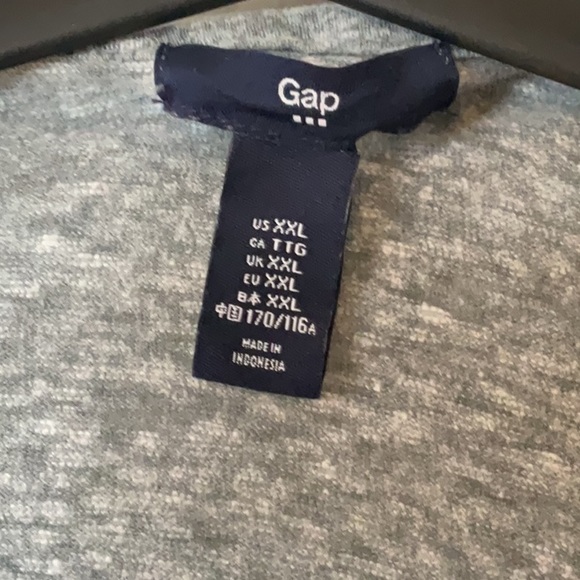 Gap
US XXL
CA TTG
UK XXL
EU XXL
日本 XXL
中国 170/116A
MADE IN
INDONESIA